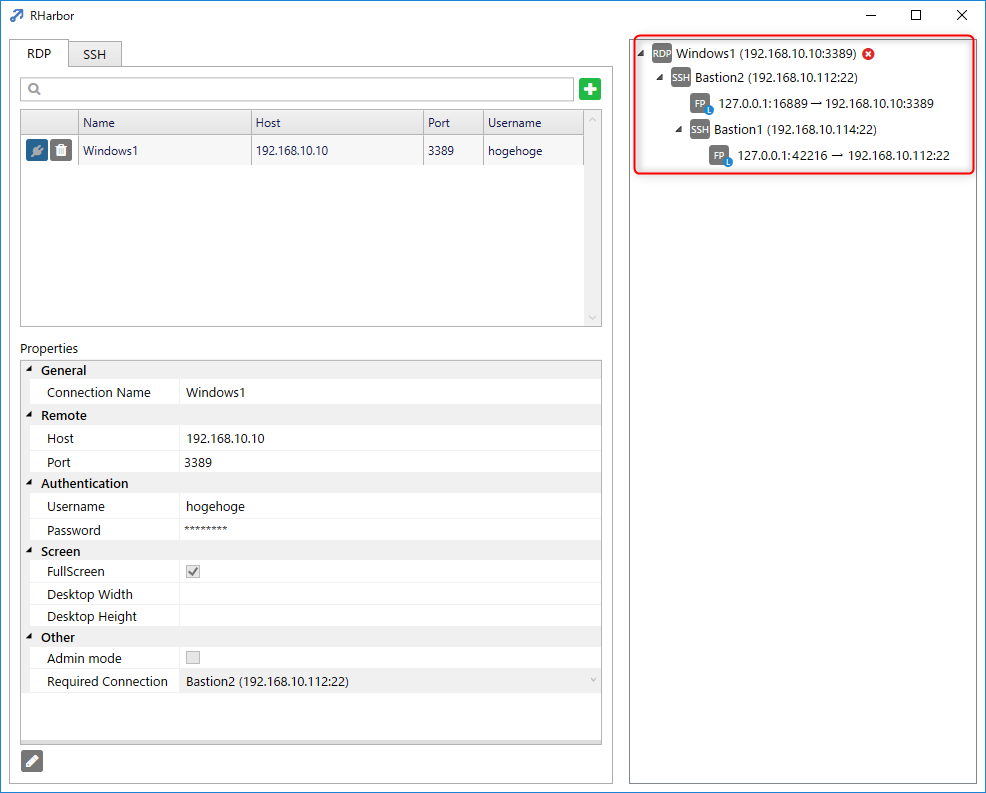 RHarbor
RDP SSH
Name Host Port Username
Windows1 192.168.10.10 3389 hogehoge
Properties
General
Connection Name Windows1
Remote
Host 192.168.10.10
Port 3389
Authentication
Username hogehoge
Password ********
Screen
FullScreen
Desktop Width
Desktop Height
Other
Admin mode
Required Connection Bastion2 (192.168.10.112:22)
RDP Windows1 (192.168.10.10:3389)
SSH Bastion2 (192.168.10.112:22)
FP L 127.0.0.1:16889 → 192.168.10.10:3389
SSH Bastion1 (192.168.10.114:22)
FP L 127.0.0.1:42216 → 192.168.10.112:22